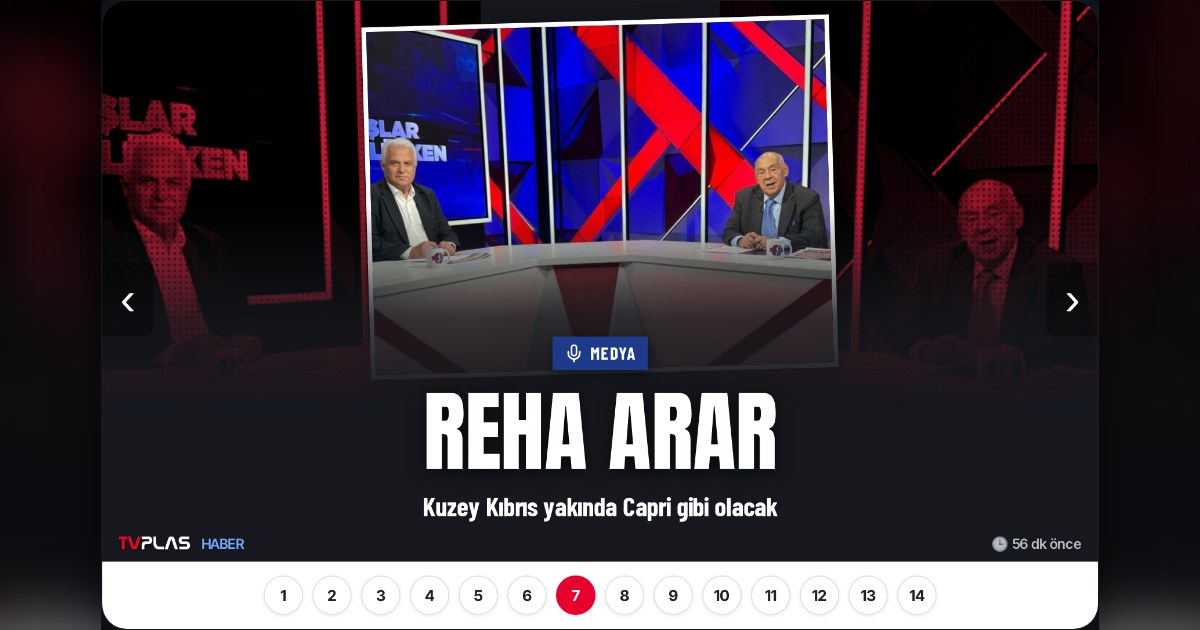 MEDYA
REHA ARAR
Kuzey Kıbrıs yakında Capri gibi olacak
TVPLAS HABER
56 dk önce
1 2 3 4 5 6 7 8 9 10 11 12 13 14